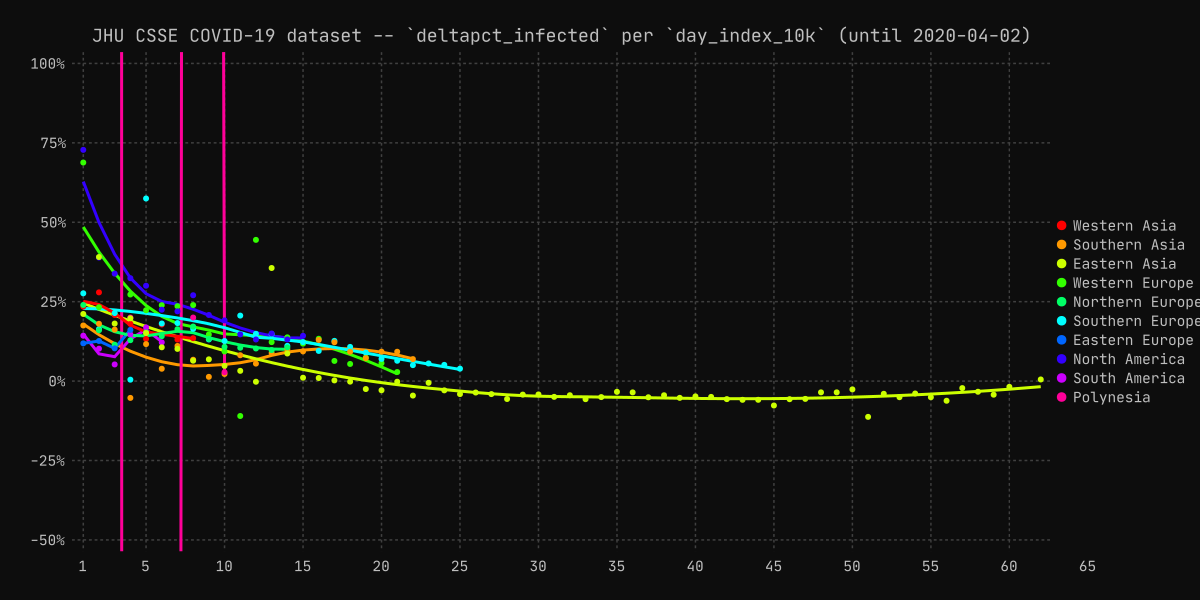 JHU CSSE COVID-19 dataset -- `deltapct_infected` per `day_index_10k` (until 2020-04-02)
100%
75%
50%
25%
0%
-25%
-50%
1 5 10 15 20 25 30 35 40 45 50 55 60 65
Western Asia
Southern Asia
Eastern Asia
Western Europe
Northern Europe
Southern Europe
Eastern Europe
North America
South America
Polynesia